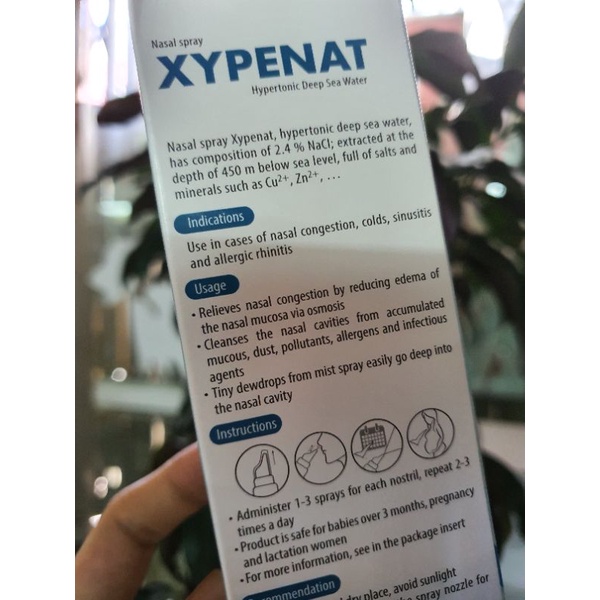 Nasal spray
XYPENAT
Hypertonic Deep Sea Water
Nasal spray Xypenat, hypertonic deep sea water,
has composition of 2.4 % NaCl; extracted at the
depth of 450 m below sea level, full of salts and
minerals such as Cu²⁺, Zn²⁺, ...
Indications
Use in cases of nasal congestion, colds, sinusitis
and allergic rhinitis
Usage
• Relieves nasal congestion by reducing edema of
the nasal mucosa via osmosis
• Cleanses the nasal cavities from accumulated
mucous, dust, pollutants, allergens and infectious
agents
• Tiny dewdrops from mist spray easily go deep into
the nasal cavity
Instructions
• Administer 1-3 sprays for each nostril, repeat 2-3
times a day
• Product is safe for babies over 3 months, pregnancy
and lactation women
• For more information, see in the package insert
dry place, avoid sunlight
spray nozzle for